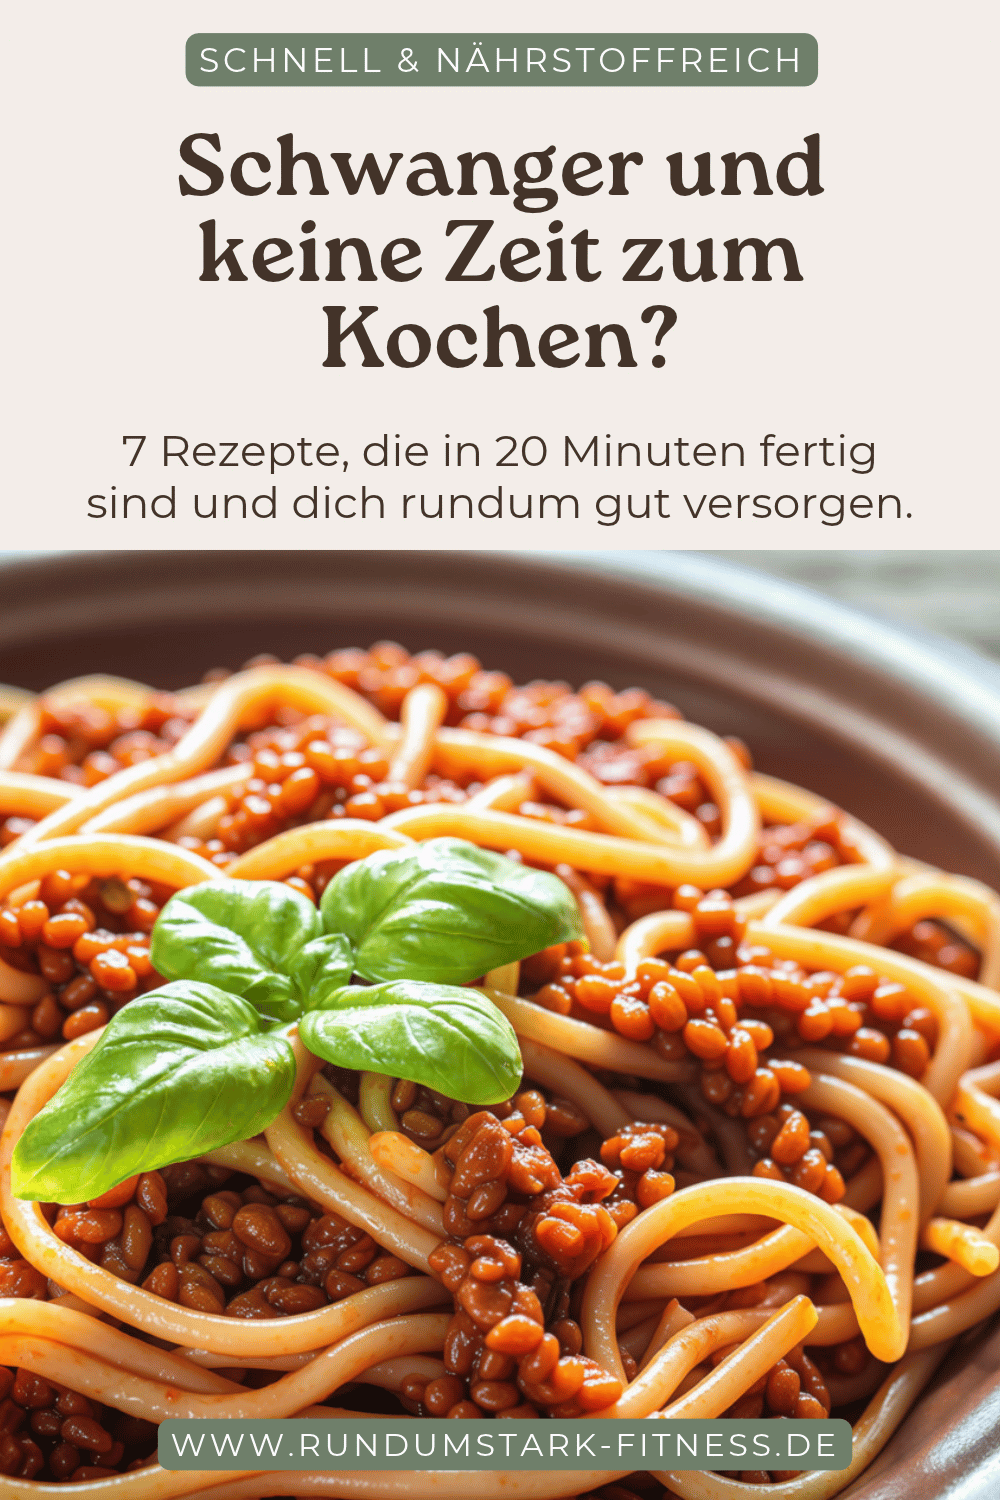 SCHNELL & NÄHRSTOFFREICH
Schwanger und
keine Zeit zum
Kochen?
7 Rezepte, die in 20 Minuten fertig
sind und dich rundum gut versorgen.
WWW.RUNDUMSTARK-FITNESS.DE